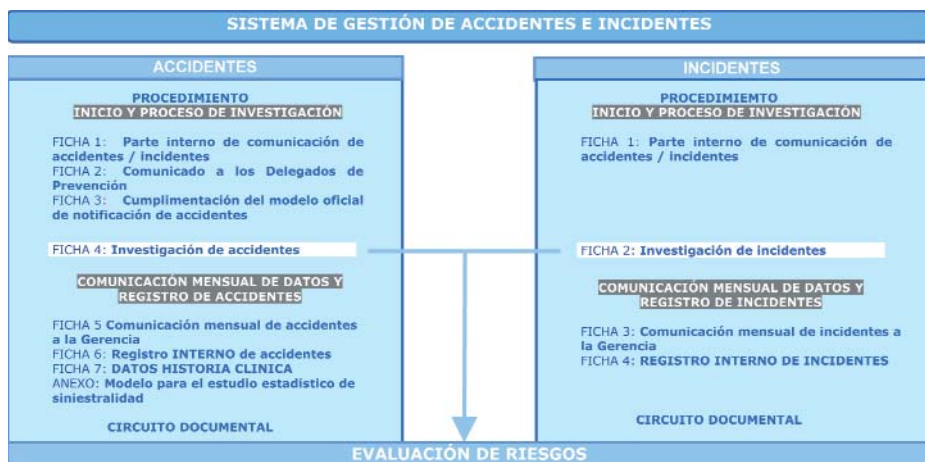 SISTEMA DE GESTIÓN DE ACCIDENTES E INCIDENTES
ACCIDENTES
PROCEDIMIENTO
INICIO Y PROCESO DE INVESTIGACIÓN
FICHA 1: Parte interno de comunicación de
accidentes / incidentes
FICHA 2: Comunicado a los Delegados de
Prevención
FICHA 3: Cumplimentación del modelo oficial
de notificación de accidentes
FICHA 4: Investigación de accidentes
COMUNICACIÓN MENSUAL DE DATOS Y
REGISTRO DE ACCIDENTES
FICHA 5 Comunicación mensual de accidentes
a la Gerencia
FICHA 6: Registro INTERNO de accidentes
FICHA 7: DATOS HISTORIA CLINICA
ANEXO: Modelo para el estudio estadistico de
siniestralidad
CIRCUITO DOCUMENTAL
INCIDENTES
PROCEDIMIEMTO
INICIO Y PROCESO DE INVESTIGACIÓN
FICHA 1: Parte interno de comunicación de
accidentes / incidentes
FICHA 2: Investigación de incidentes
COMUNICACIÓN MENSUAL DE DATOS Y
REGISTRO DE INCIDENTES
FICHA 3: Comunicación mensual de incidentes a
la Gerencia
FICHA 4: REGISTRO INTERNO DE INCIDENTES
CIRCUITO DOCUMENTAL
EVALUACIÓN DE RIESGOS